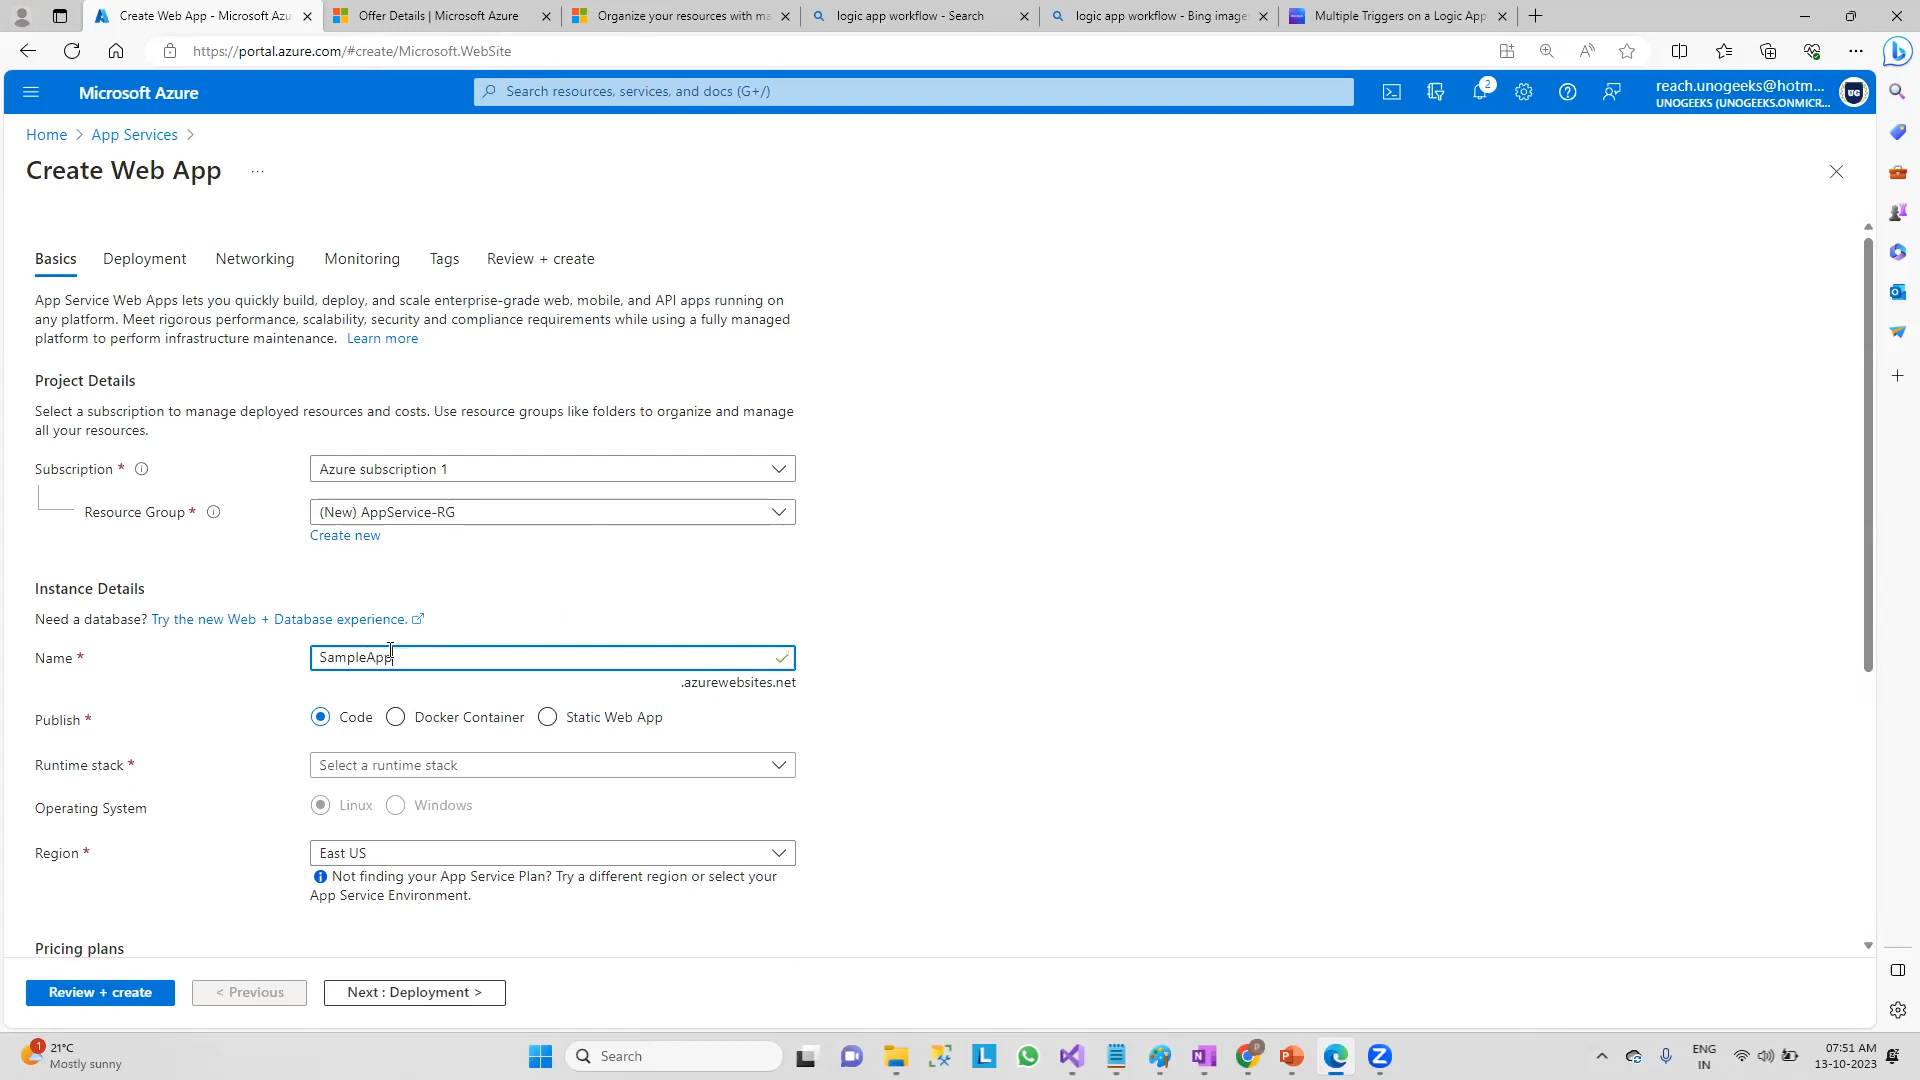 Create Web App - Microsoft Azu
Offer Details | Microsoft Azure
Organize your resources with ma
logic app workflow - Search
logic app workflow - Bing image
Multiple Triggers on a Logic App
https://portal.azure.com/#create/Microsoft.WebSite
Microsoft Azure
Search resources, services, and docs (G+/)
2
reach.unogeeks@hotm...
UNOGEEKS (UNOGEEKS.ONMICR...
UG
Home > App Services >
Create Web App ...
Basics Deployment Networking Monitoring Tags Review + create
App Service Web Apps lets you quickly build, deploy, and scale enterprise-grade web, mobile, and API apps running on
any platform. Meet rigorous performance, scalability, security and compliance requirements while using a fully managed
platform to perform infrastructure maintenance. Learn more
Project Details
Select a subscription to manage deployed resources and costs. Use resource groups like folders to organize and manage
all your resources.
Subscription * Azure subscription 1
Resource Group * (New) AppService-RG
Create new
Instance Details
Need a database? Try the new Web + Database experience.
Name * SampleApp
.azurewebsites.net
Publish * Code Docker Container Static Web App
Runtime stack * Select a runtime stack
Operating System Linux Windows
Region * East US
Not finding your App Service Plan? Try a different region or select your
App Service Environment.
Pricing plans
Review + create < Previous Next : Deployment >
1
21°C
Mostly sunny
Search
ENG
IN
07:51 AM
13-10-2023